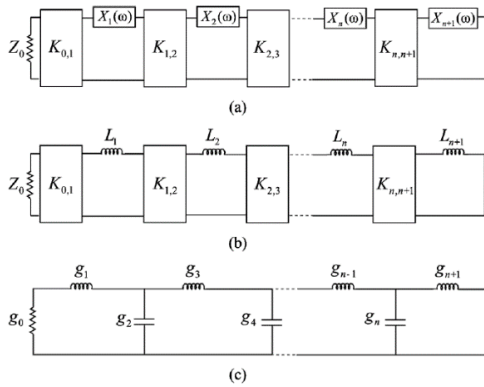 X₁(ω) X₂(ω) Xₙ(ω) Xₙ₊₁(ω)
Z₀ K₀,₁ K₁,₂ K₂,₃ Kₙ,ₙ₊₁
(a)
L₁ L₂ Lₙ Lₙ₊₁
Z₀ K₀,₁ K₁,₂ K₂,₃ Kₙ,ₙ₊₁
(b)
g₁ g₃ gₙ₋₁ gₙ₊₁
g₀ g₂ g₄ gₙ
(c)